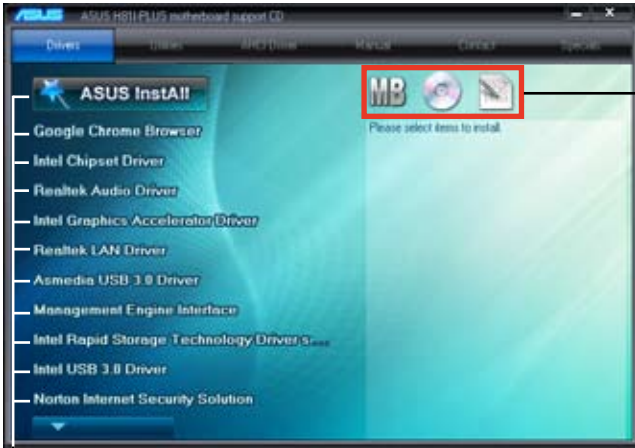 ASUS ASUS H81I-PLUS motherboard support CD
Drivers Utilities AHCI Driver Manual Contact Specials
ASUS InstAll
MB
Google Chrome Browser
Please select items to install.
Intel Chipset Driver
Realtek Audio Driver
Intel Graphics Accelerator Driver
Realtek LAN Driver
Asmedia USB 3.0 Driver
Management Engine Interface
Intel Rapid Storage Technology Driver s....
Intel USB 3.0 Driver
Norton Internet Security Solution